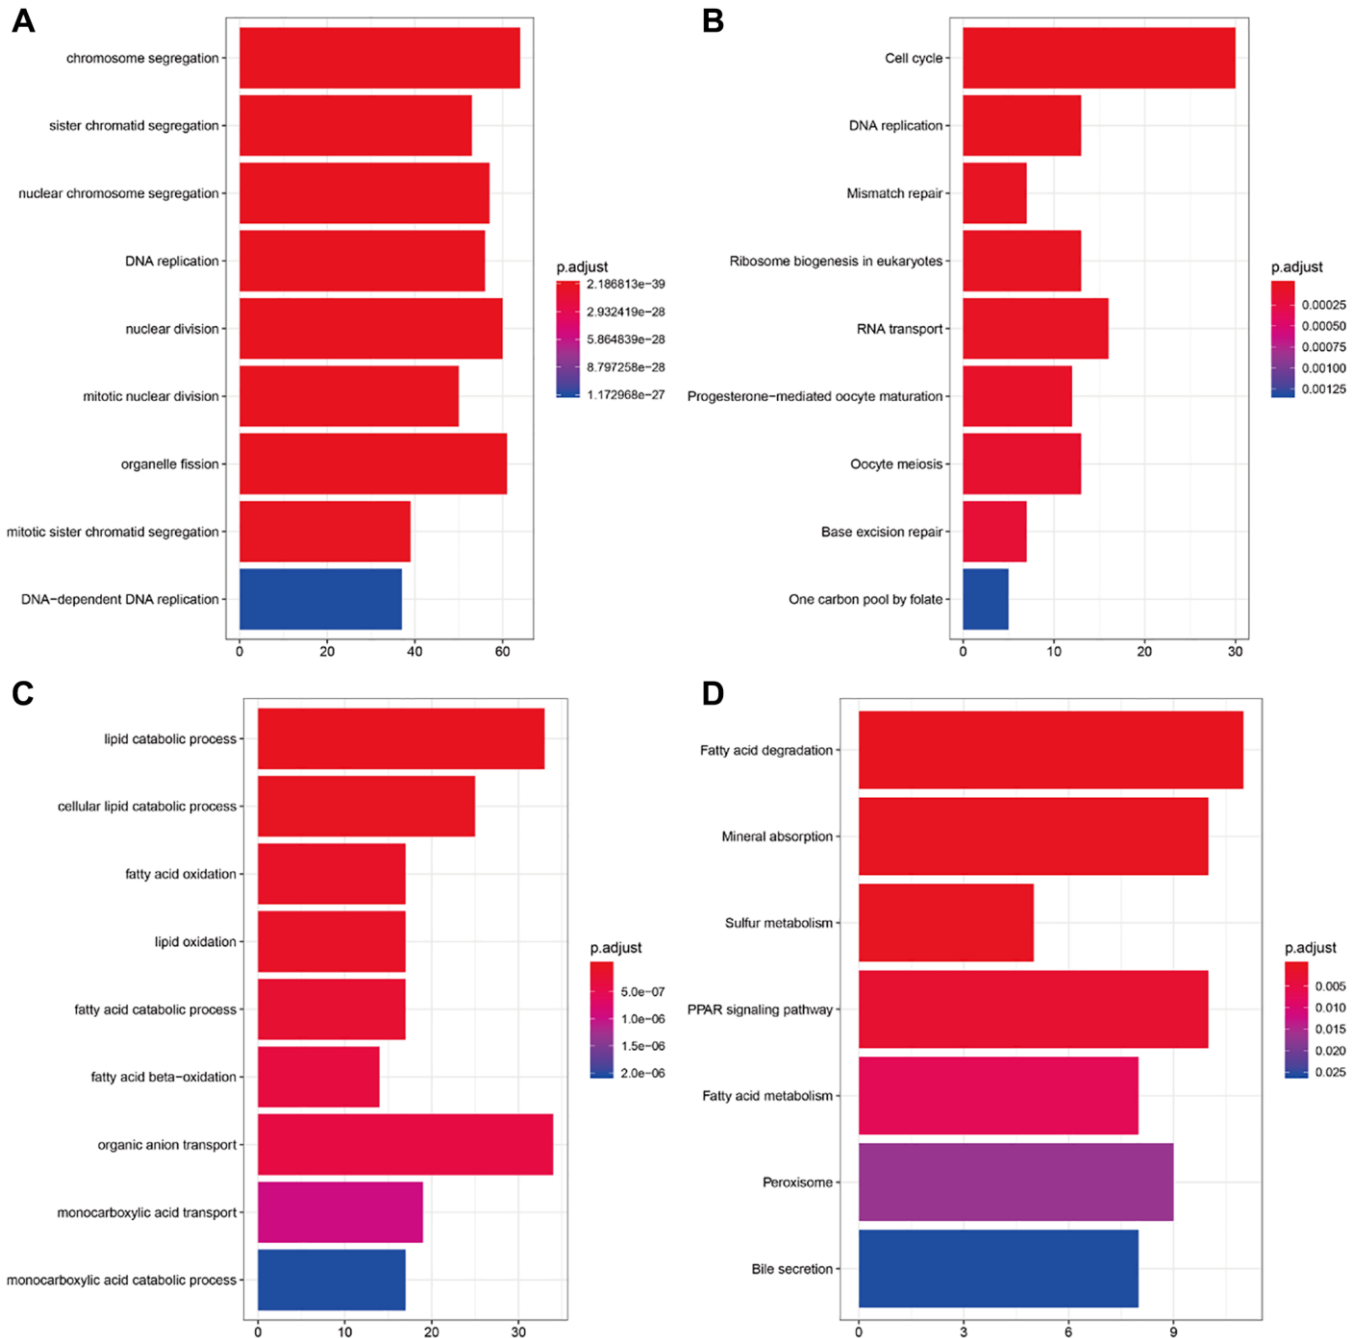 A
chromosome segregation
sister chromatid segregation
nuclear chromosome segregation
DNA replication
nuclear division
mitotic nuclear division
organelle fission
mitotic sister chromatid segregation
DNA−dependent DNA replication
0 20 40 60
p.adjust
2.186813e−39
2.932419e−28
5.864839e−28
8.797258e−28
1.172968e−27
B
Cell cycle
DNA replication
Mismatch repair
Ribosome biogenesis in eukaryotes
RNA transport
Progesterone−mediated oocyte maturation
Oocyte meiosis
Base excision repair
One carbon pool by folate
0 10 20 30
p.adjust
0.00025
0.00050
0.00075
0.00100
0.00125
C
lipid catabolic process
cellular lipid catabolic process
fatty acid oxidation
lipid oxidation
fatty acid catabolic process
fatty acid beta−oxidation
organic anion transport
monocarboxylic acid transport
monocarboxylic acid catabolic process
0 10 20 30
p.adjust
5.0e−07
1.0e−06
1.5e−06
2.0e−06
D
Fatty acid degradation
Mineral absorption
Sulfur metabolism
PPAR signaling pathway
Fatty acid metabolism
Peroxisome
Bile secretion
0 3 6 9
p.adjust
0.005
0.010
0.015
0.020
0.025